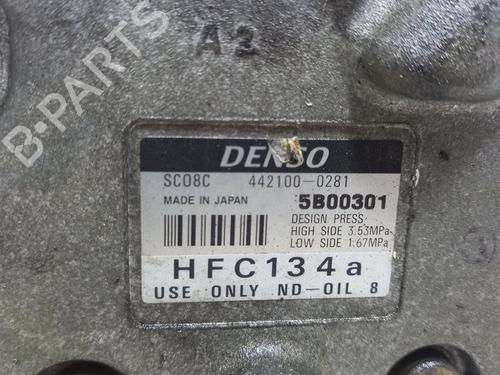 A2
B-PARTS
DENSO
SC08C 442100-0281
MADE IN JAPAN 5B00301
DESIGN PRESS:
HIGH SIDE 3.53MPa
LOW SIDE 1.67MPa
HFC134a
USE ONLY ND-OIL 8